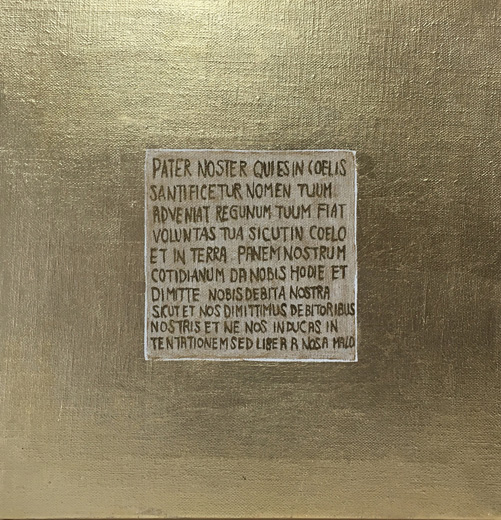 PATER NOSTER QUI ES IN COELIS
SANTIFICETUR NOMEN TUUM
ADVENIAT REGUNUM TUUM FIAT
VOLUNTAS TUA SICUT IN COELO
ET IN TERRA PANEM NOSTRUM
COTIDIANUM DA NOBIS HODIE ET
DIMITTE NOBIS DEBITA NOSTRA
SICUT ET NOS DIMITTIMUS DEBITORIBUS
NOSTRIS ET NE NOS INDUCAS IN
TENTATIONEM SED LIBERA NOS A MALO